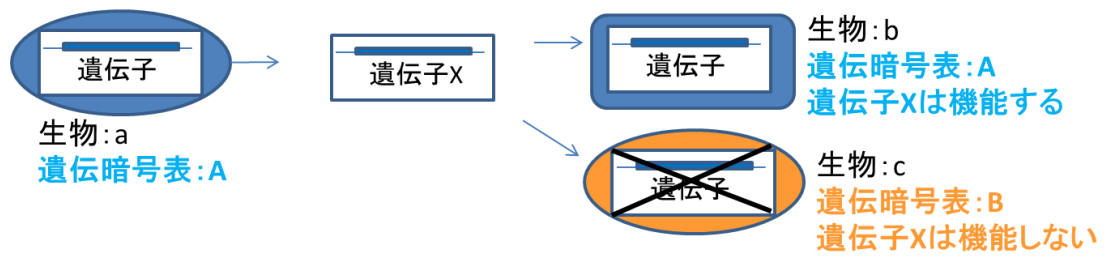 遺伝子
生物：a
遺伝暗号表：A
遺伝子X
遺伝子
生物：b
遺伝暗号表：A
遺伝子Xは機能する
遺伝子
生物：c
遺伝暗号表：B
遺伝子Xは機能しない